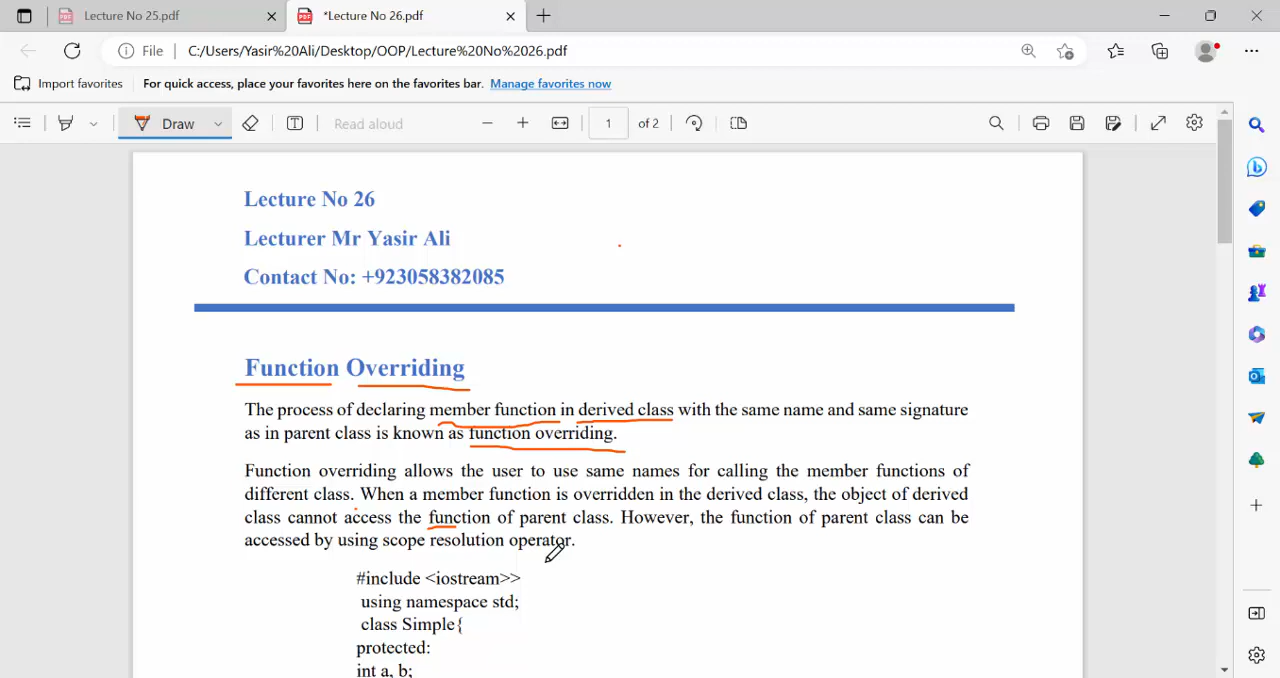 Lecture No 25.pdf
*Lecture No 26.pdf
File
C:/Users/Yasir%20Ali/Desktop/OOP/Lecture%20No%2026.pdf
Import favorites
For quick access, place your favorites here on the favorites bar. Manage favorites now
Draw
Read aloud
1 of 2
Lecture No 26
Lecturer Mr Yasir Ali
Contact No: +923058382085
Function Overriding
The process of declaring member function in derived class with the same name and same signature
as in parent class is known as function overriding.
Function overriding allows the user to use same names for calling the member functions of
different class. When a member function is overridden in the derived class, the object of derived
class cannot access the function of parent class. However, the function of parent class can be
accessed by using scope resolution operator.
#include <iostream>>
using namespace std;
class Simple{
protected:
int a, b;